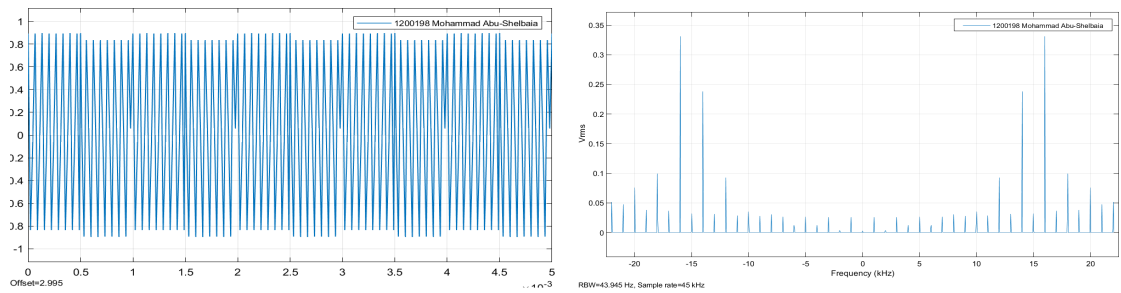 1200198 Mohammad Abu-Shelbaia
1
0.8
0.6
0.4
0.2
0
0.2
0.4
0.6
0.8
-1
0 0.5 1 1.5 2 2.5 3 3.5 4 4.5 5
Offset=2.995
×10^-3
1200198 Mohammad Abu-Shelbaia
0.35
0.3
0.25
0.2
0.15
0.1
0.05
0
Vrms
-20 -15 -10 -5 0 5 10 15 20
Frequency (kHz)
RBW=43.945 Hz, Sample rate=45 kHz